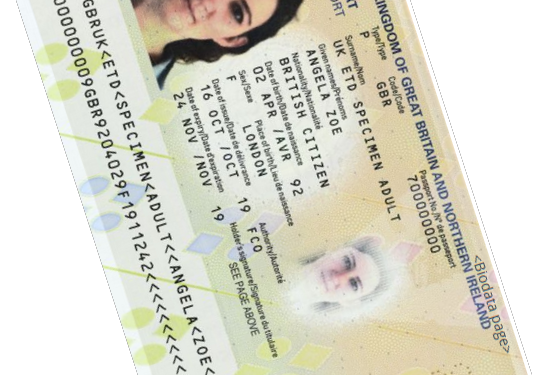 KINGDOM OF GREAT BRITAIN AND NORTHERN IRELAND
Type/Type Code/Code Passport No./Nº de passeport
P GBR 700000000
Surname/Nom
UK ETD SPECIMEN ADULT
Given names/Prénoms
ANGELA ZOE
Nationality/Nationalité
BRITISH CITIZEN
Date of birth/Date de naissance
02 APR /AVR 92
Sex/Sexe Place of birth/Lieu de naissance
F LONDON
Date of issue/Date de délivrance Authority/Autorité
16 OCT /OCT 19 FCO
Date of expiry/Date d'expiration Holder's signature/Signature du titulaire
24 NOV /NOV 19 SEE PAGE ABOVE
GBRUK<ETD<SPECIMEN<ADULT<<ANGELA<ZOE<
0000000009GBR9204029F1911242<<<<<<<<
<Biodata page>